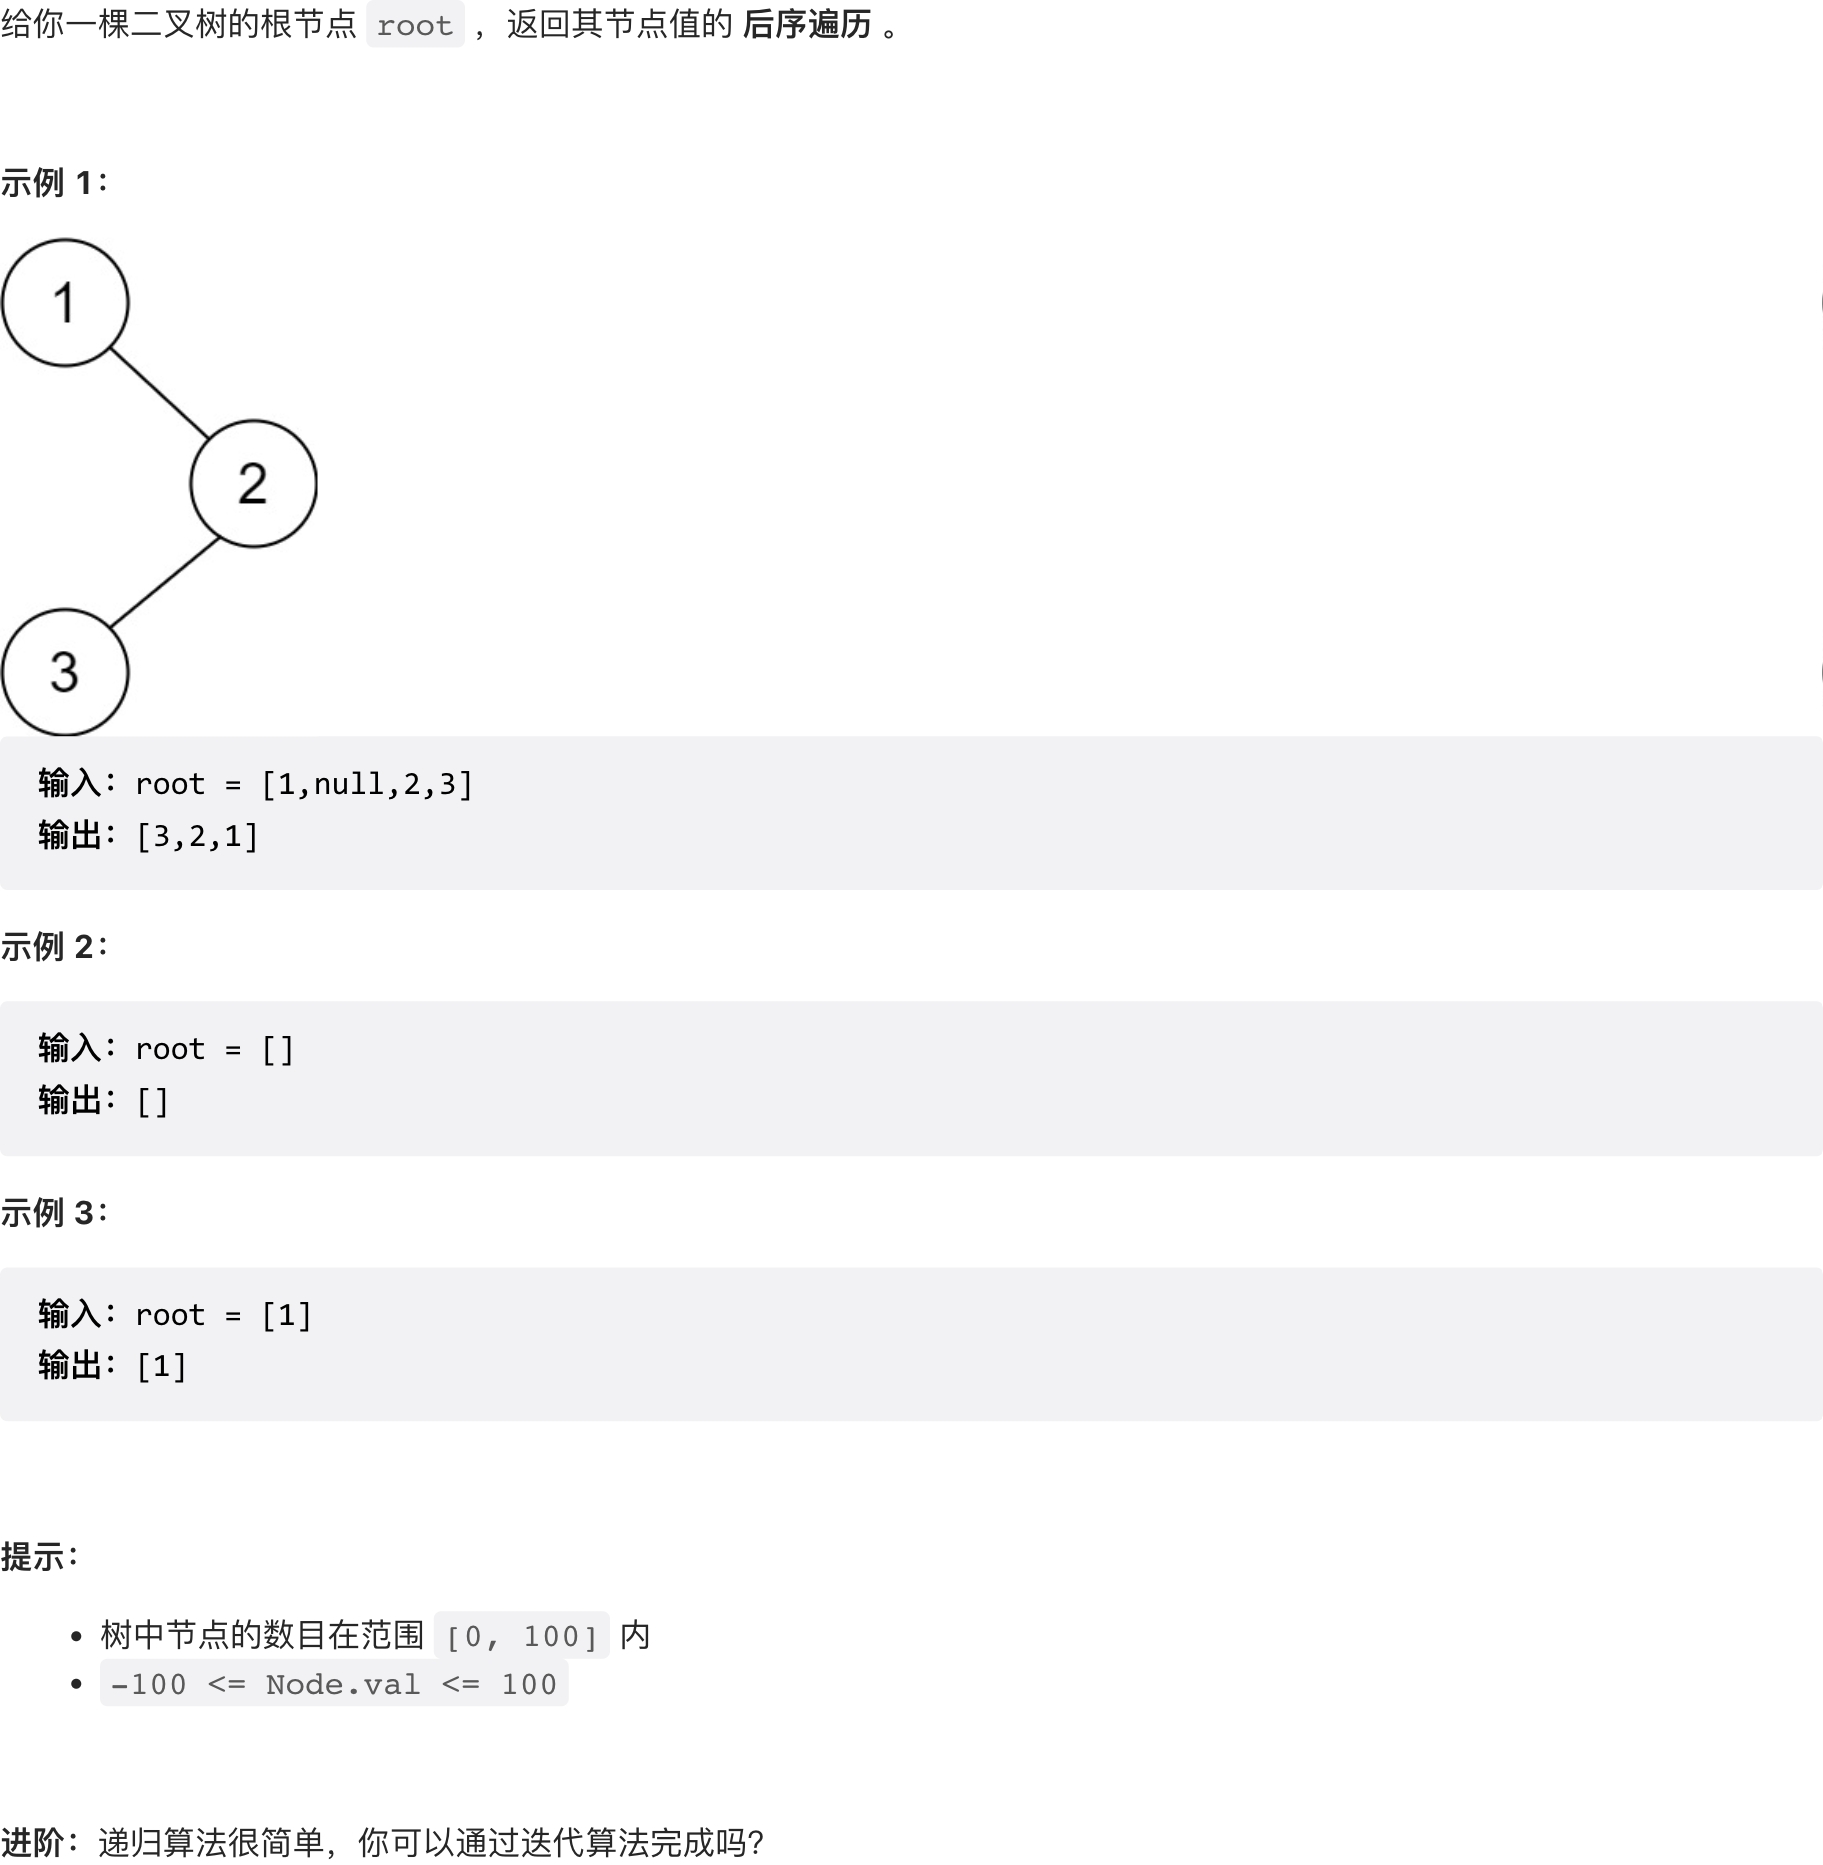 给你一棵二叉树的根节点 root ，返回其节点值的 后序遍历 。
示例 1：
1
2
3
输入：root = [1,null,2,3]
输出：[3,2,1]
示例 2：
输入：root = []
输出：[]
示例 3：
输入：root = [1]
输出：[1]
提示：
• 树中节点的数目在范围 [0, 100] 内
• -100 <= Node.val <= 100
进阶：递归算法很简单，你可以通过迭代算法完成吗？